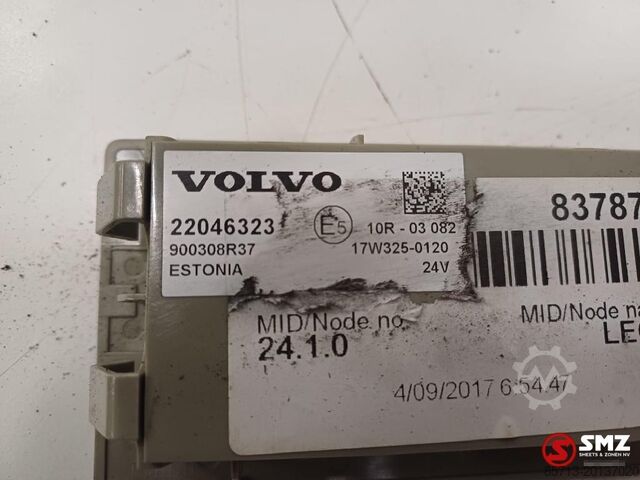 VOLVO
22046323
900308R37
ESTONIA
E5
10R - 03 082
17W325-0120
24V
83787
MID/Node no.
24.1.0
MID/Node na
LEC
4/09/2017 6:54.47
SMZ
SMEETS & ZONEN NV